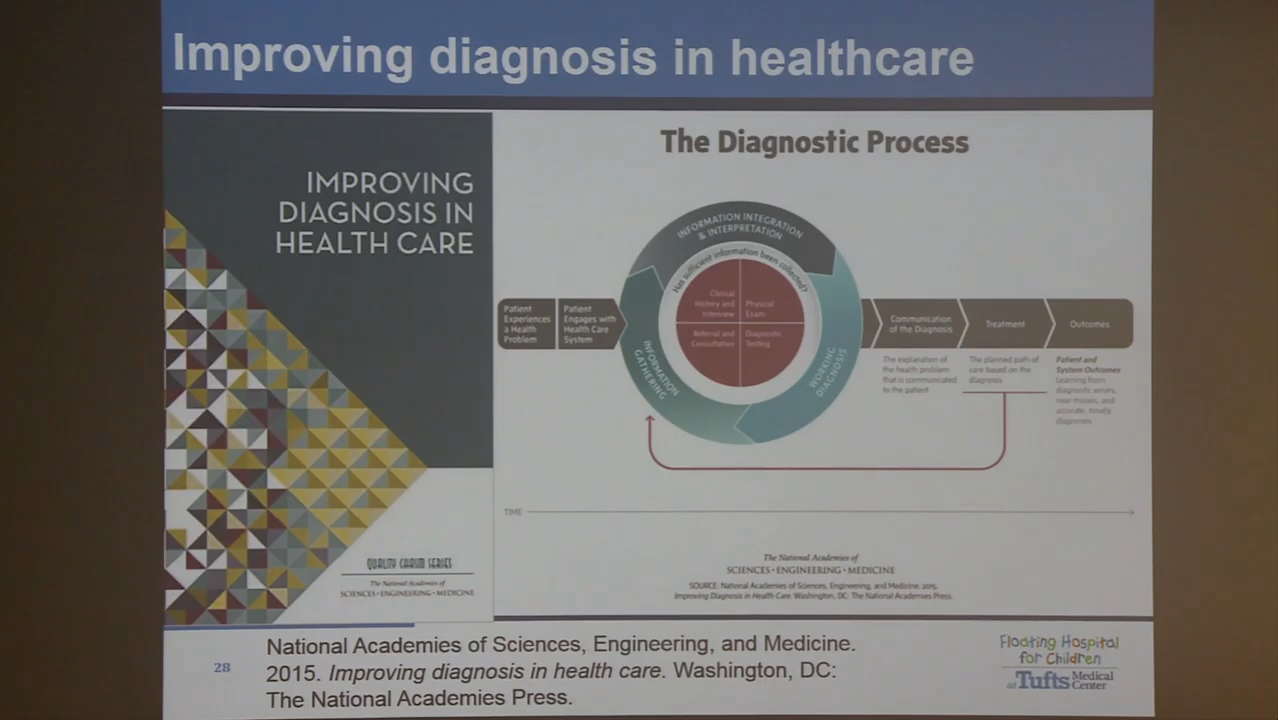 Improving diagnosis in healthcare
IMPROVING
DIAGNOSIS IN
HEALTH CARE
QUALITY CHASM SERIES
The National Academies of
SCIENCES • ENGINEERING • MEDICINE
The Diagnostic Process
Patient
Experiences
a Health
Problem
Patient
Engages with
Health Care
System
INFORMATION INTEGRATION
& INTERPRETATION
Has sufficient information been collected?
Clinical
History and
Interview
Physical
Exam
Referral and
Consultation
Diagnostic
Testing
INFORMATION
GATHERING
WORKING
DIAGNOSIS
Communication
of the Diagnosis
The explanation of
the health problem
that is communicated
to the patient
Treatment
The planned path of
care based on the
diagnosis
Outcomes
Patient and
System Outcomes
Learning from
diagnostic errors,
near misses, and
accurate, timely
diagnoses
TIME
The National Academies of
SCIENCES • ENGINEERING • MEDICINE
SOURCE: National Academies of Sciences, Engineering, and Medicine. 2015.
Improving Diagnosis in Health Care. Washington, DC: The National Academies Press.
28
National Academies of Sciences, Engineering, and Medicine.
2015. Improving diagnosis in health care. Washington, DC:
The National Academies Press.
Floating Hospital
for Children
at Tufts Medical
Center